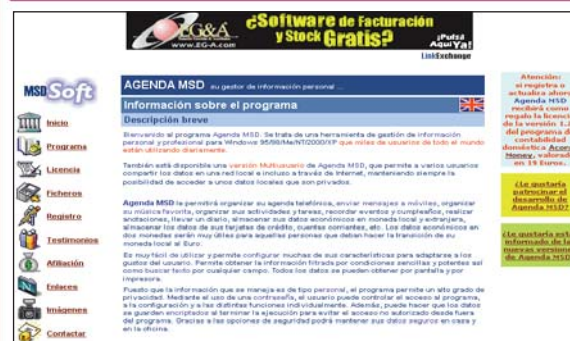 EG&A
www.EG-A.com
¿Software de Facturación
y Stock Gratis?
¡Pulsa
Aquí Ya!
LinkExchange
MSDSoft
Inicio
Programa
Licencia
Ficheros
Registro
Testimonios
Afiliación
Enlaces
Imágenes
Contactar
AGENDA MSD su gestor de información personal ...
Información sobre el programa
Descripción breve
Bienvenido al programa Agenda MSD. Se trata de una herramienta de gestión de información
personal y profesional para Windows 95/98/Me/NT/2000/XP que miles de usuarios de todo el mundo
están utilizando diariamente.
También está disponible una versión Multiusuario de Agenda MSD, que permite a varios usuarios
compartir los datos en una red local e incluso a través de Internet, manteniendo siempre la
posibilidad de acceder a unos datos locales que son privados.
Agenda MSD le permitirá organizar su agenda telefónica, enviar mensajes a móviles, organizar
su música favorita, organizar sus actividades y tareas, recordar eventos y cumpleaños, realizar
anotaciones, llevar un diario, almacenar sus datos económicos en moneda local y extranjera,
almacenar los datos de sus tarjetas de crédito, cuentas corrientes, etc. Los datos económicos en
dos monedas serán muy útiles para aquellas personas que deban hacer la transición de su
moneda local al Euro.
Es muy fácil de utilizar y permite configurar muchas de sus características para adaptarse a los
gustos del usuario. Permite obtener la información filtrada por condiciones sencillas y potentes así
como buscar texto por cualquier campo. Todos los datos se pueden obtener por pantalla y por
impresora.
Puesto que la información que se maneja es de tipo personal, el programa permite un alto grado de
privacidad. Mediante el uso de una contraseña, el usuario puede controlar el acceso al programa,
a la configuración y a las distintas funciones individualmente. Además, puede hacer que los datos
se guarden encriptados al terminar la ejecución para evitar el acceso no autorizado desde fuera
del programa. Gracias a las opciones de seguridad podrá mantener sus datos seguros en casa y
en la oficina.
Atención:
si registra o
actualiza ahora
Agenda MSD
recibirá como
regalo la licencia
de la versión
del programa de
contabilidad
doméstica
Money, valorado
en 19 Euros.
¿Le gustaría
patrocinar el
desarrollo de
Agenda MSD?
¿Le gustaría estar
informado de las
nuevas versiones
de Agenda MSD?